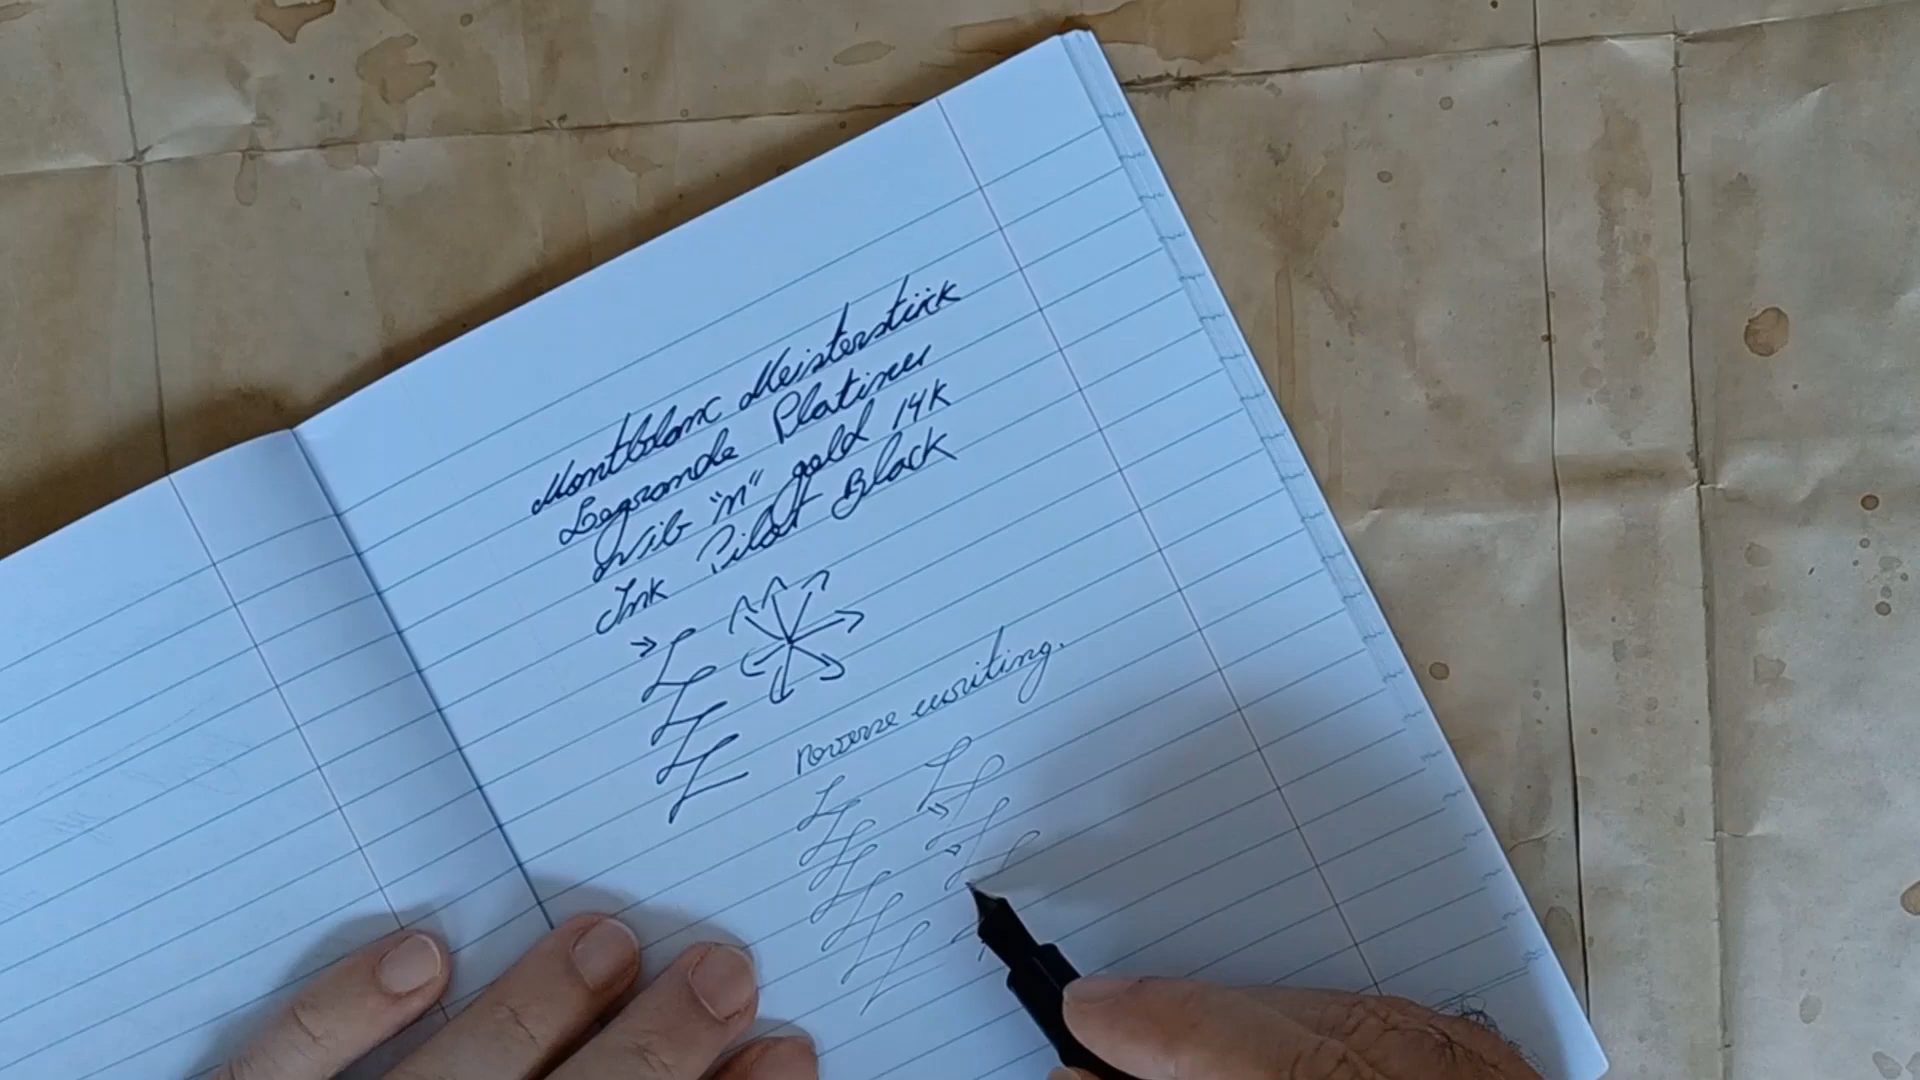 Montblanc Meisterstück
Legrande Platinum
Nib "M" gold 14K
Ink Pilot Black
reverse writing.